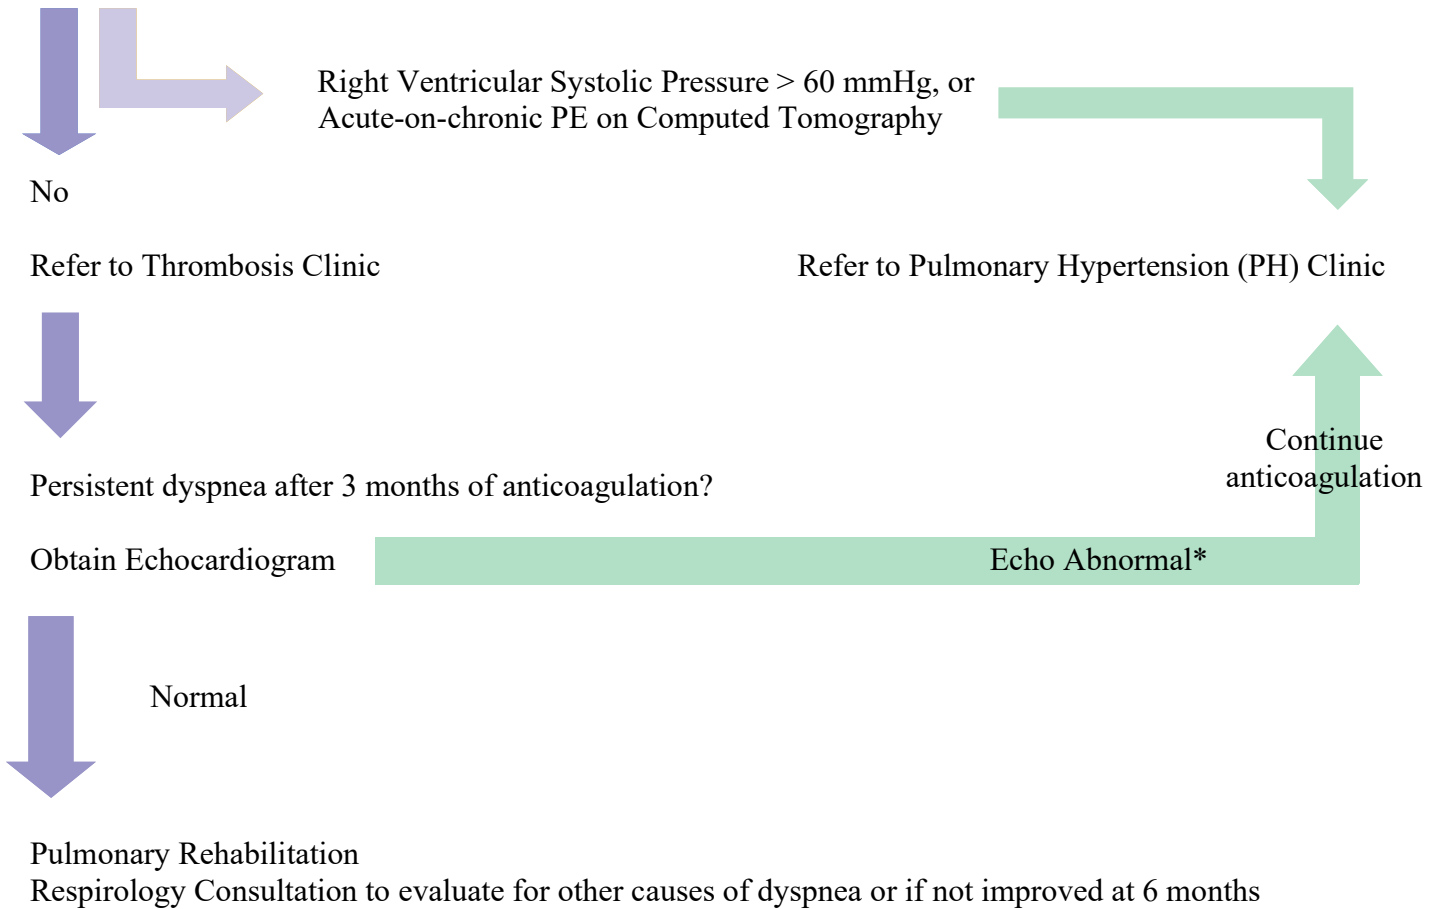 Right Ventricular Systolic Pressure > 60 mmHg, or
Acute-on-chronic PE on Computed Tomography
No
Refer to Thrombosis Clinic
Refer to Pulmonary Hypertension (PH) Clinic
Continue
anticoagulation
Persistent dyspnea after 3 months of anticoagulation?
Obtain Echocardiogram
Echo Abnormal*
Normal
Pulmonary Rehabilitation
Respirology Consultation to evaluate for other causes of dyspnea or if not improved at 6 months